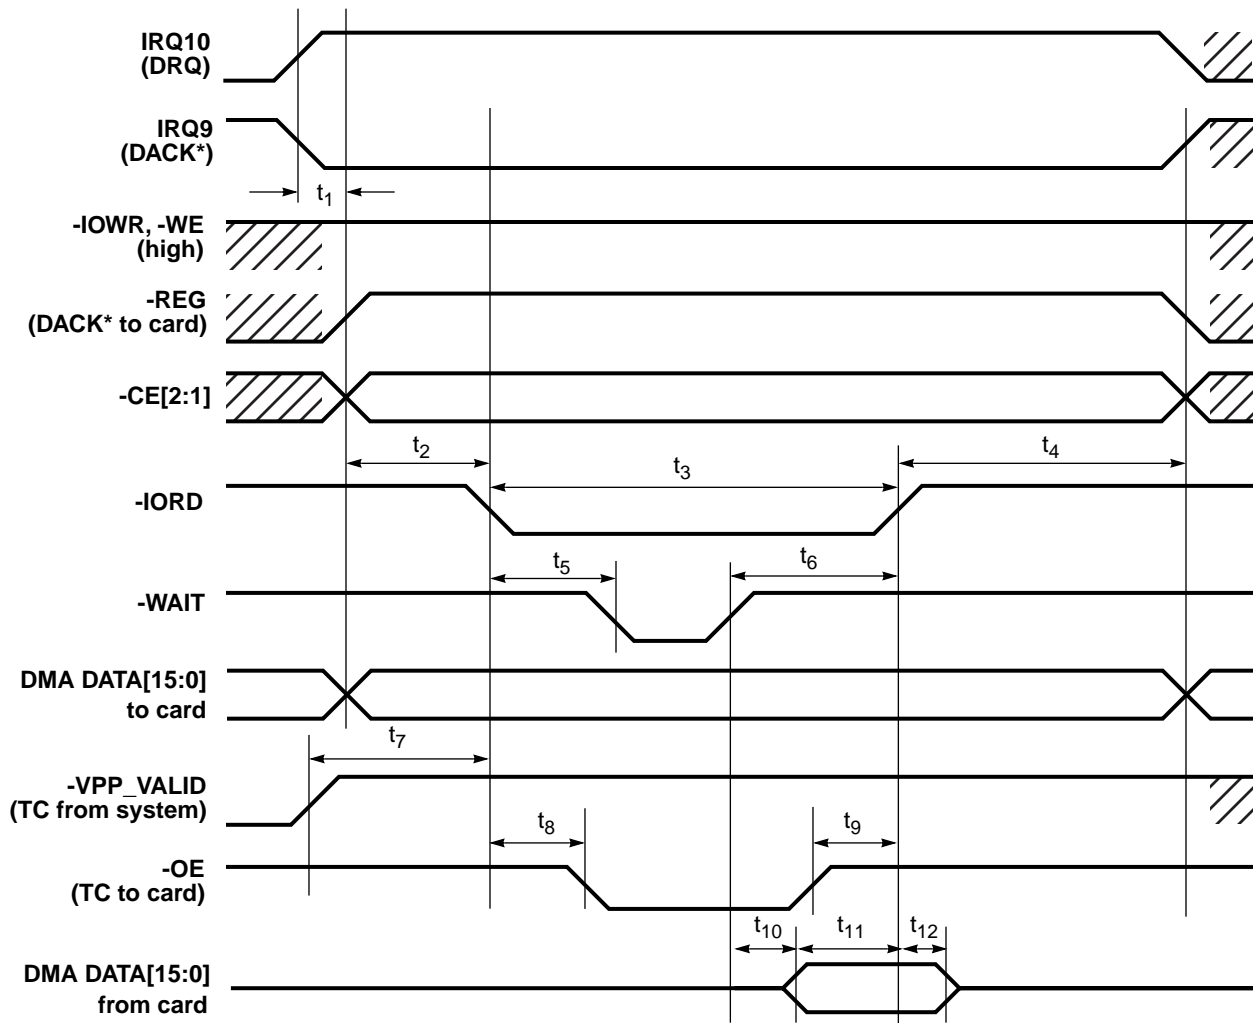 IRQ10
(DRQ)
IRQ9
(DACK*)
t1
-IOWR, -WE
(high)
-REG
(DACK* to card)
-CE[2:1]
t2
t3
t4
-IORD
t5
t6
-WAIT
DMA DATA[15:0]
to card
t7
-VPP_VALID
(TC from system)
t8
t9
-OE
(TC to card)
t10
t11
t12
DMA DATA[15:0]
from card